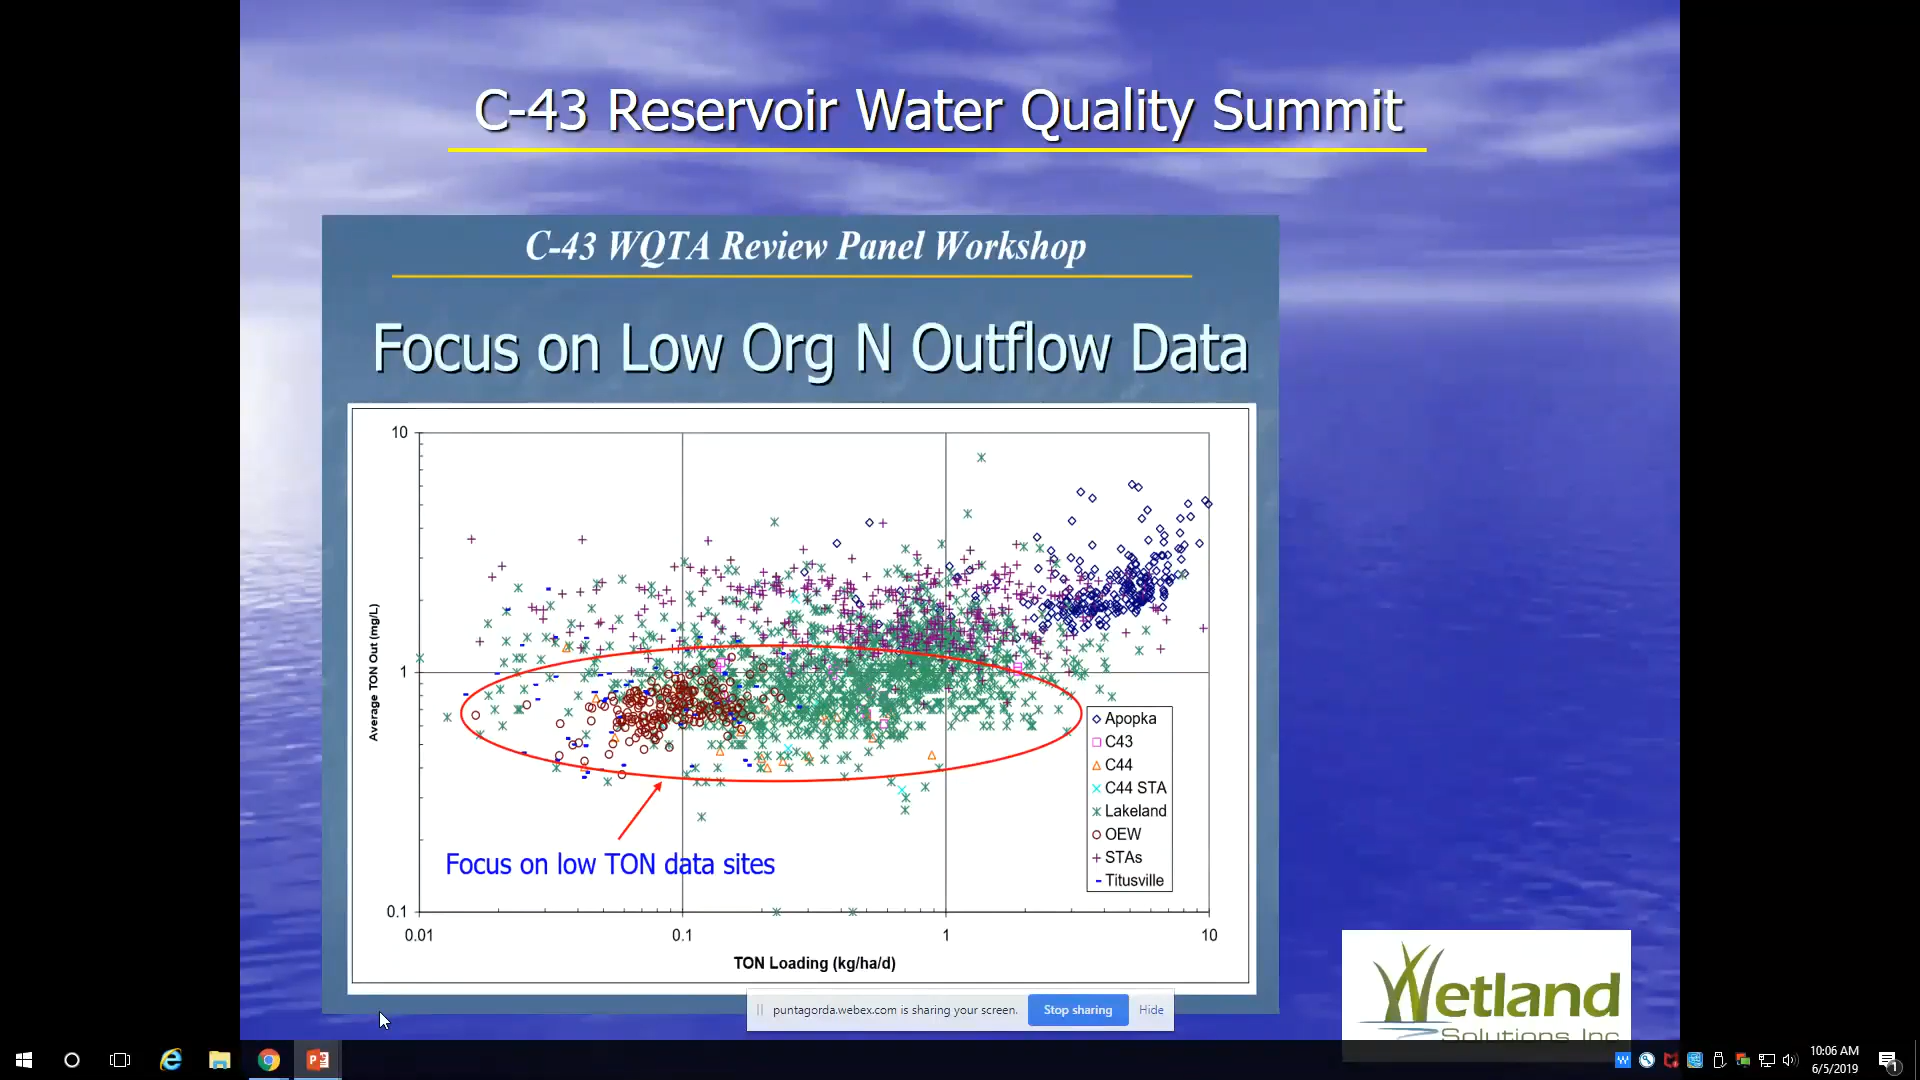 C-43 Reservoir Water Quality Summit
C-43 WQTA Review Panel Workshop
Focus on Low Org N Outflow Data
10
1
0.1
Average TON Out (mg/L)
0.01
0.1
1
10
TON Loading (kg/ha/d)
Focus on low TON data sites
Apopka
C43
C44
C44 STA
Lakeland
OEW
STAs
Titusville
puntagorda.webex.com is sharing your screen.
Stop sharing
Hide
Wetland
Solutions Inc
10:06 AM
6/5/2019
1